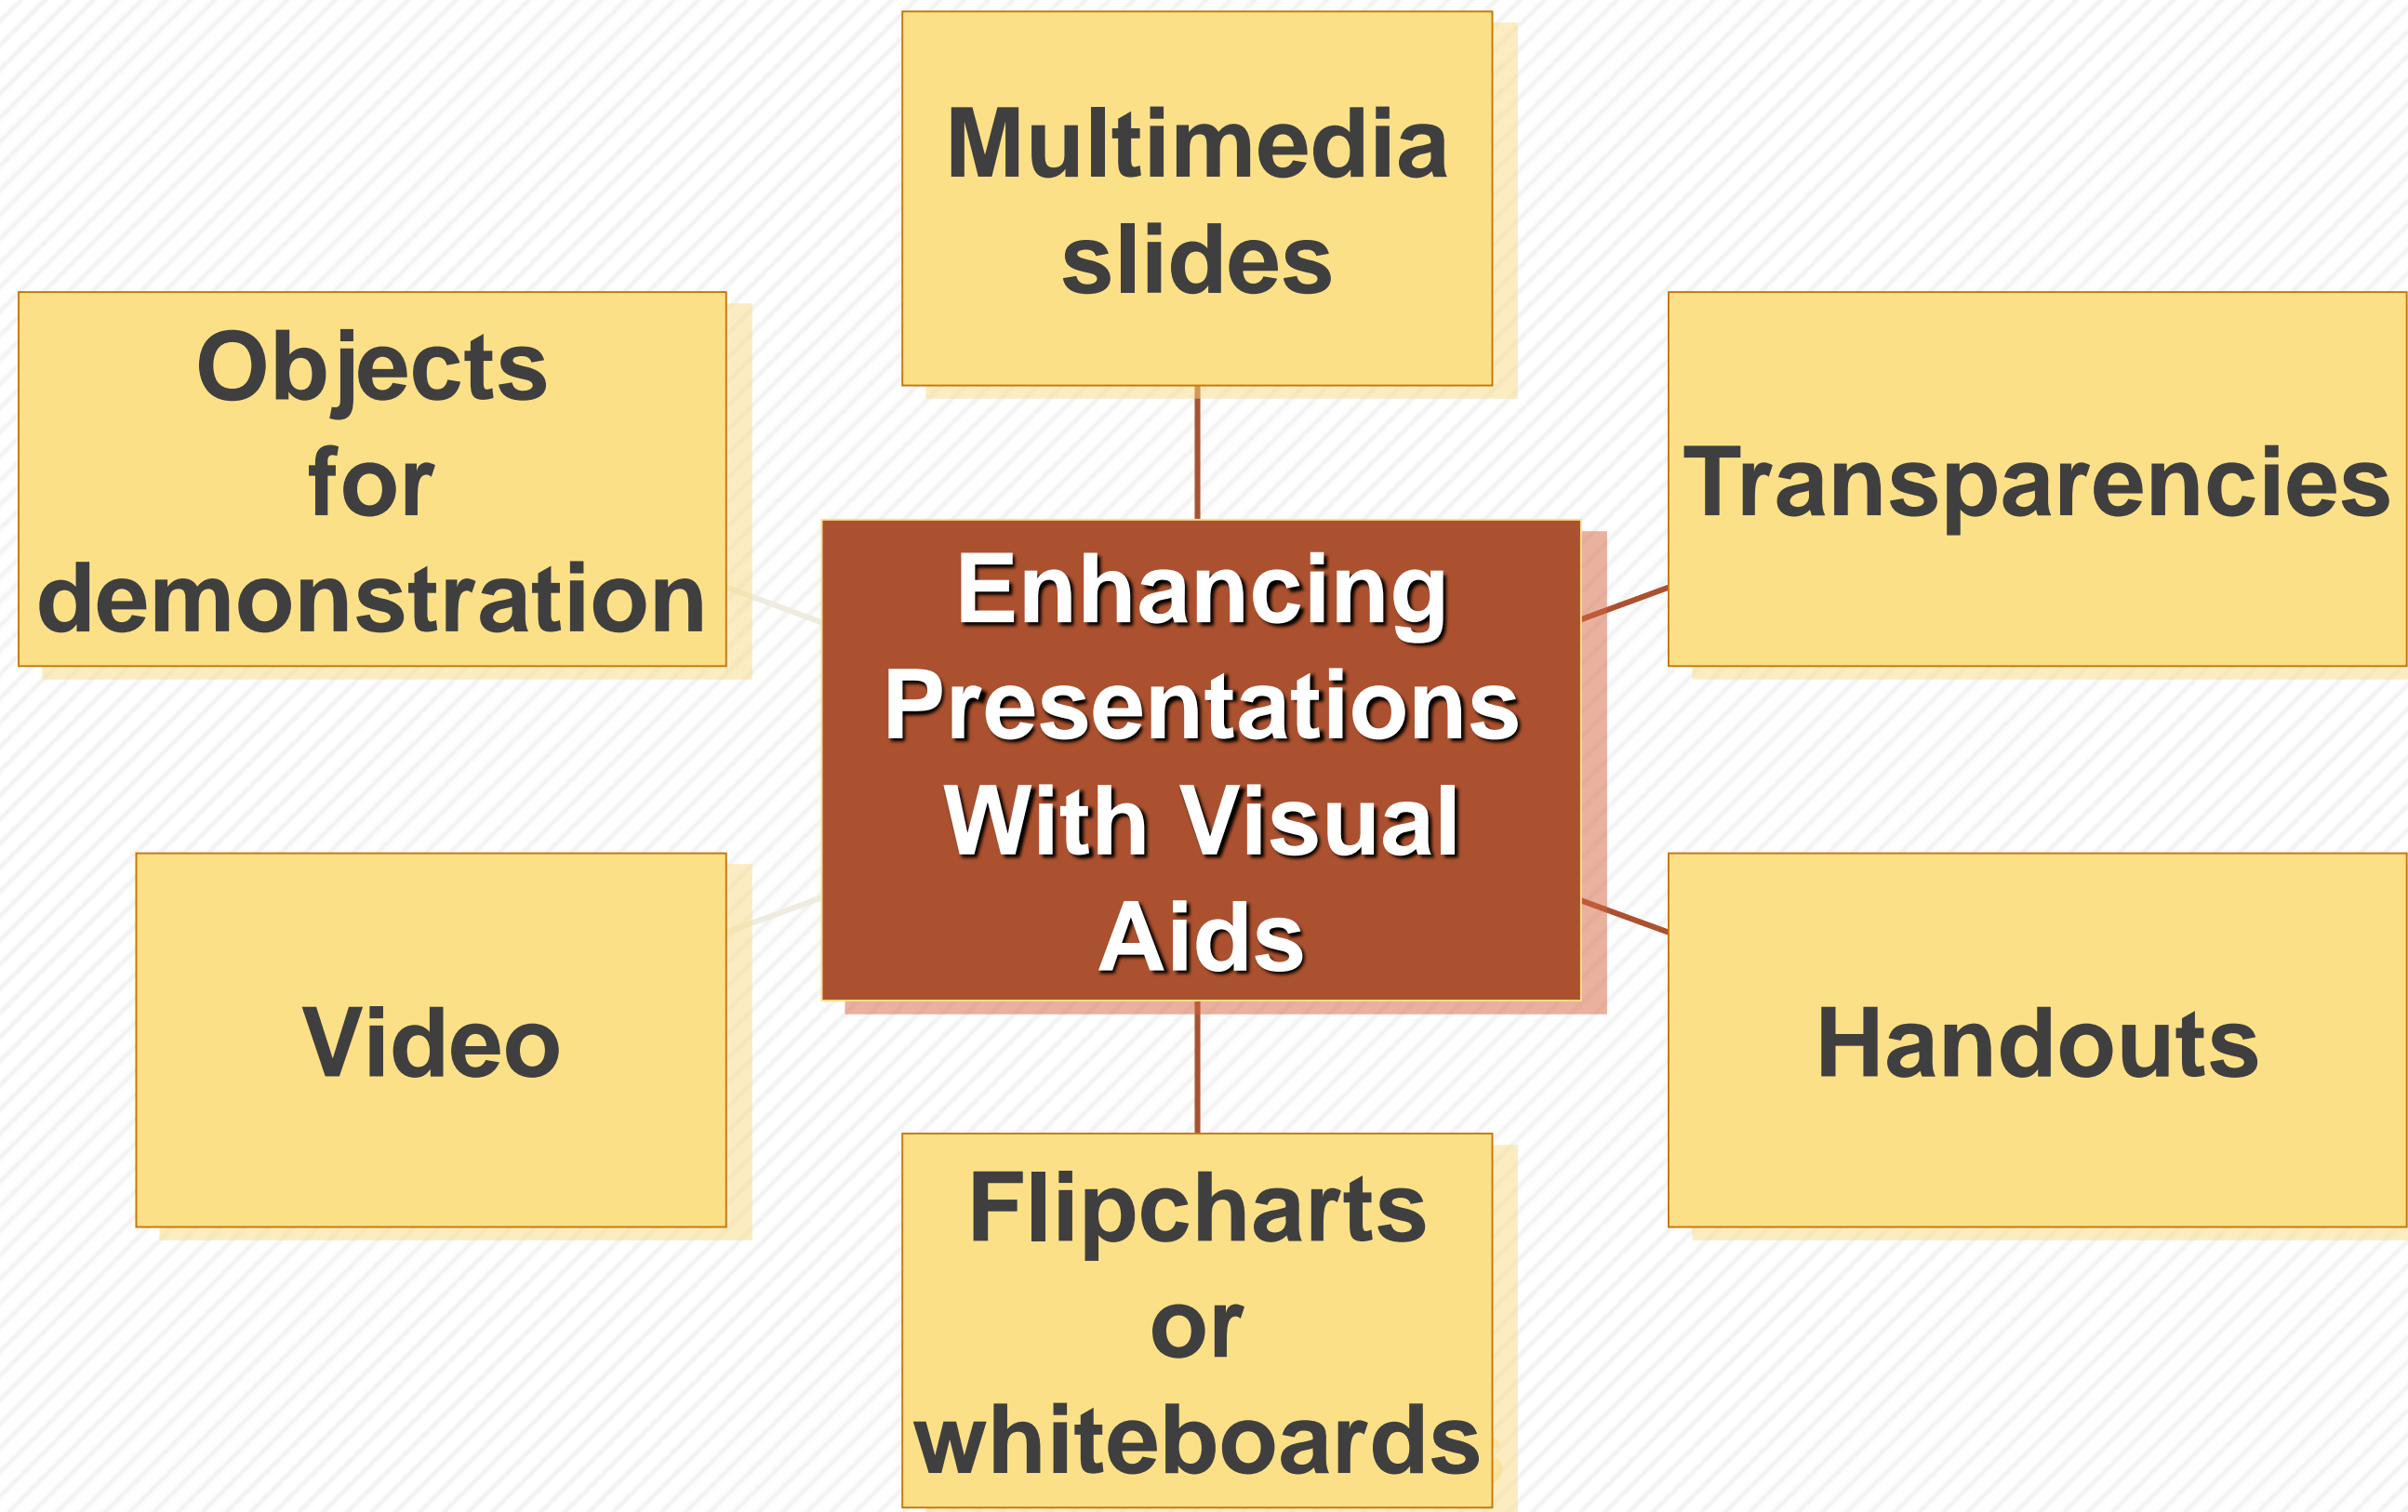 Multimedia
slides
Objects
for
demonstration
Transparencies
Enhancing
Presentations
With Visual
Aids
Video
Handouts
Flipcharts
or
whiteboards